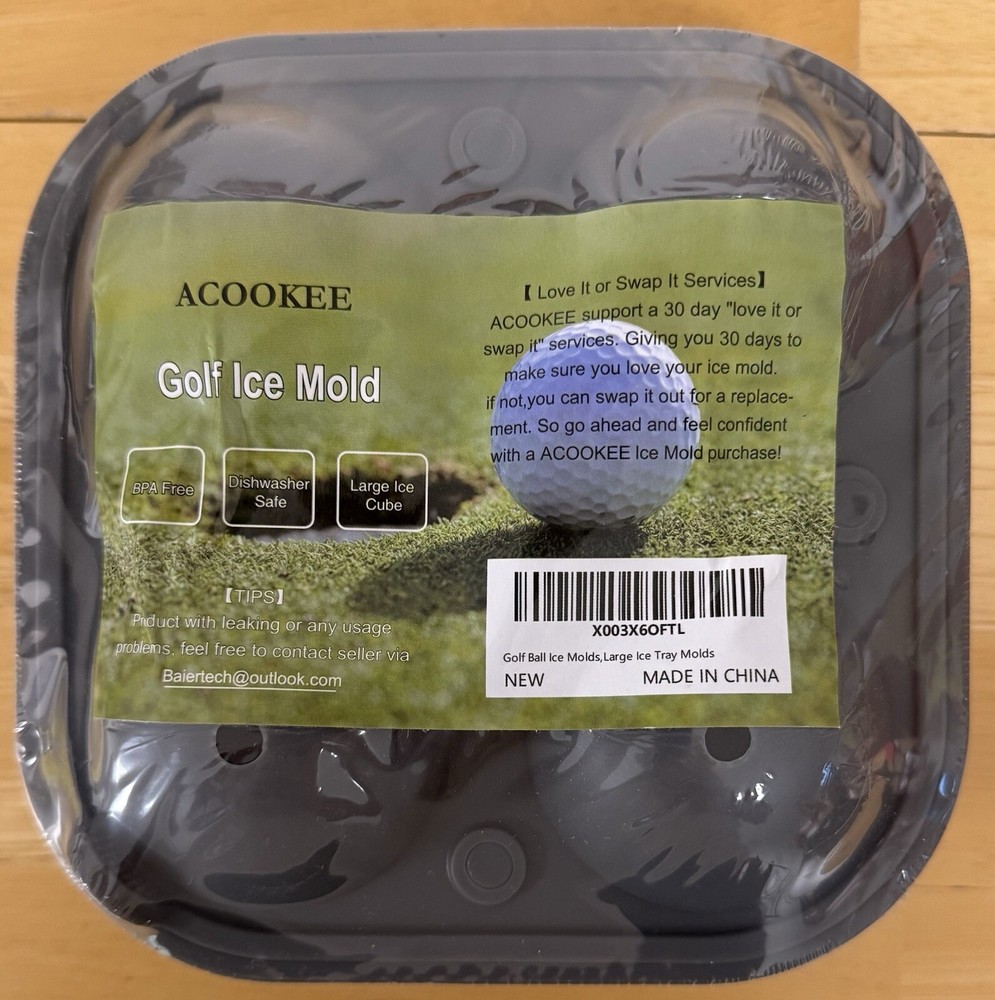 ACOOKEE
Golf Ice Mold
BPA Free
Dishwasher
Safe
Large Ice
Cube
【TIPS】
Priduct with leaking or any usage
problems, feel free to contact seller via
Baiertech@outlook.com
【 Love It or Swap It Services】
ACOOKEE support a 30 day "love it or
swap it" services. Giving you 30 days to
make sure you love your ice mold.
if not,you can swap it out for a replace-
ment. So go ahead and feel confident
with a ACOOKEE Ice Mold purchase!
X003X6OFTL
Golf Ball Ice Molds,Large Ice Tray Molds
NEW MADE IN CHINA